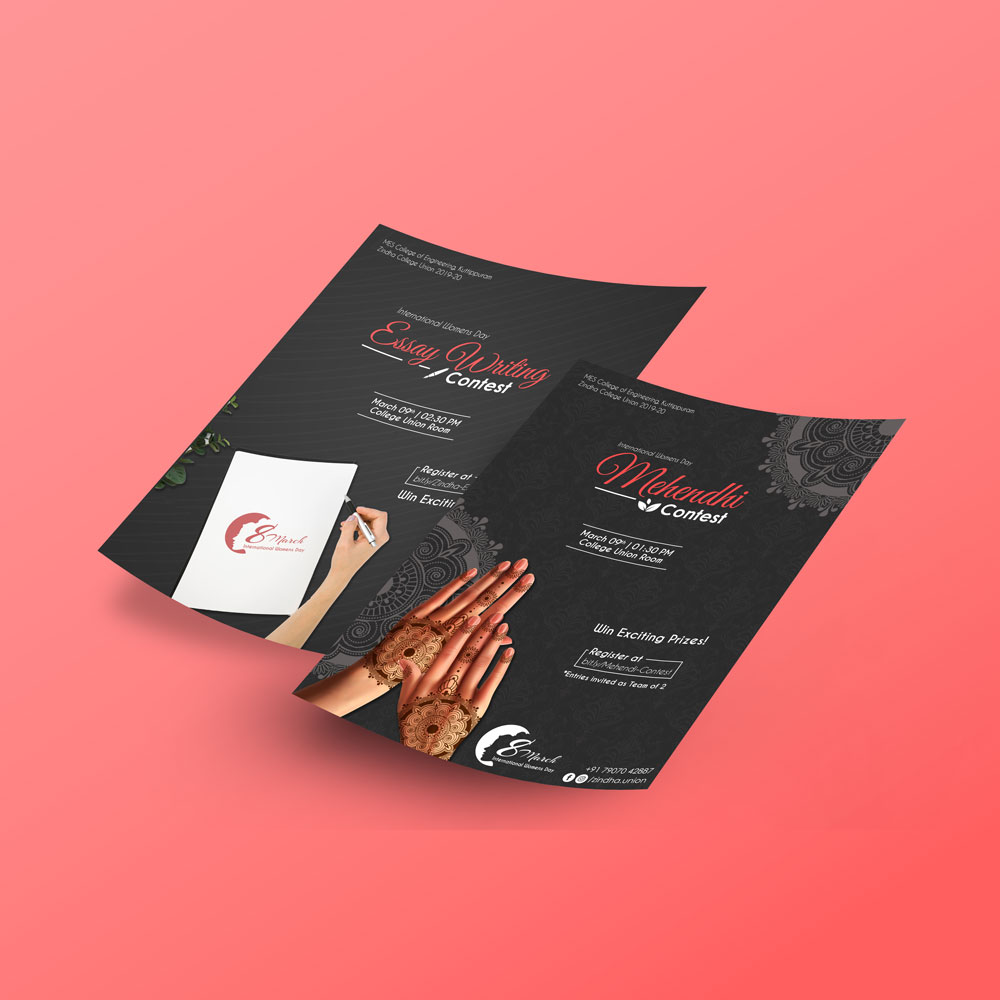 MES College of Engineering, Kuttippuram
Zindha College Union 2019-20
International Womens Day
Essay Writing
Contest
March 09th | 02:30 PM
College Union Room
Register at
bit.ly/Zindha-E
Win Exciti
8 March
International Womens Day
MES College of Engineering, Kuttippuram
Zindha College Union 2019-20
International Womens Day
Mehendhi
Contest
March 09th | 01:30 PM
College Union Room
Win Exciting Prizes!
Register at
bit.ly/Mehendi-Contest
*Entries invited as Team of 2
8 March
International Womens Day
+91 79070 42887
/zindha.union